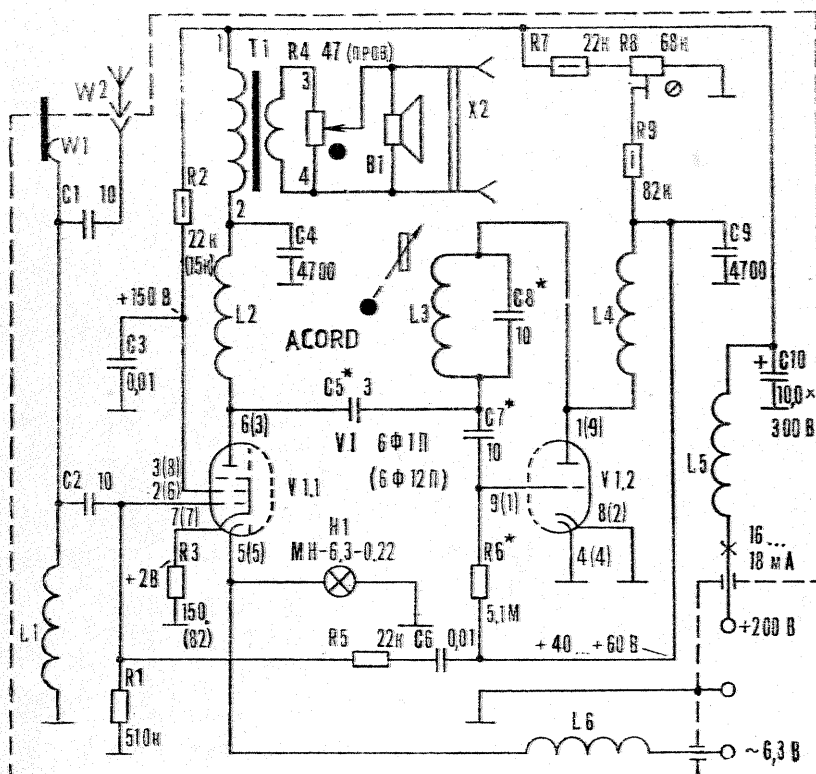 1
T1
R4 47 (ПРОВ)
R7
22к
R8
68к
W2
3
X2
W1
R9
4
В1
C1 10
R2
2
82к
22к
(15к)
C4
4700
C9
4700
+150 В
L2
L3
C8*
10
L4
ACORD
C3
0,01
C5* 3
+ C10
10,0 ×
300 В
6(3)
V1 6Ф1П
(6Ф12П)
C7*
10
1(9)
C2 10
3(8)
2(6)
7(7)
V1.1
9(1)
V1.2
8(2)
L5
5(5)
Н1
МН-6,3-0,22
4(4)
16...
18 мА
+2В
R3
150
(82)
R6*
5,1М
L1
+200 В
R5
22к
C6
0,01
+40...+60 В
R1
510к
L6
~6,3 В